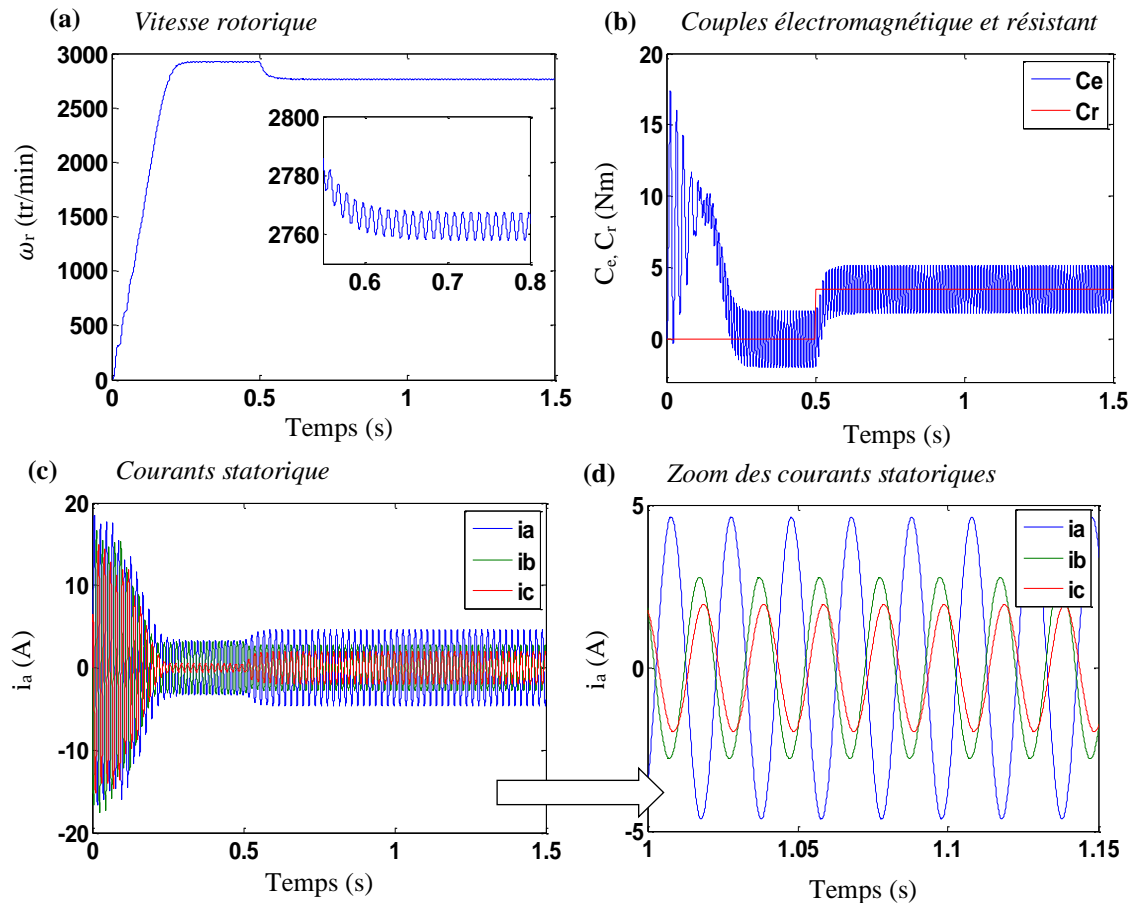 (a) Vitesse rotorique
3000
2500
2000
1500
1000
500
0
ωr (tr/min)
2800
2780
2760
0.6 0.7 0.8
0 0.5 1 1.5
Temps (s)
(b) Couples électromagnétique et résistant
20
15
10
5
0
Ce, Cr (Nm)
Ce
Cr
0 0.5 1 1.5
Temps (s)
(c) Courants statorique
20
10
0
-10
-20
ia (A)
ia
ib
ic
0 0.5 1 1.5
Temps (s)
(d) Zoom des courants statoriques
5
0
-5
ia (A)
ia
ib
ic
1 1.05 1.1 1.15
Temps (s)